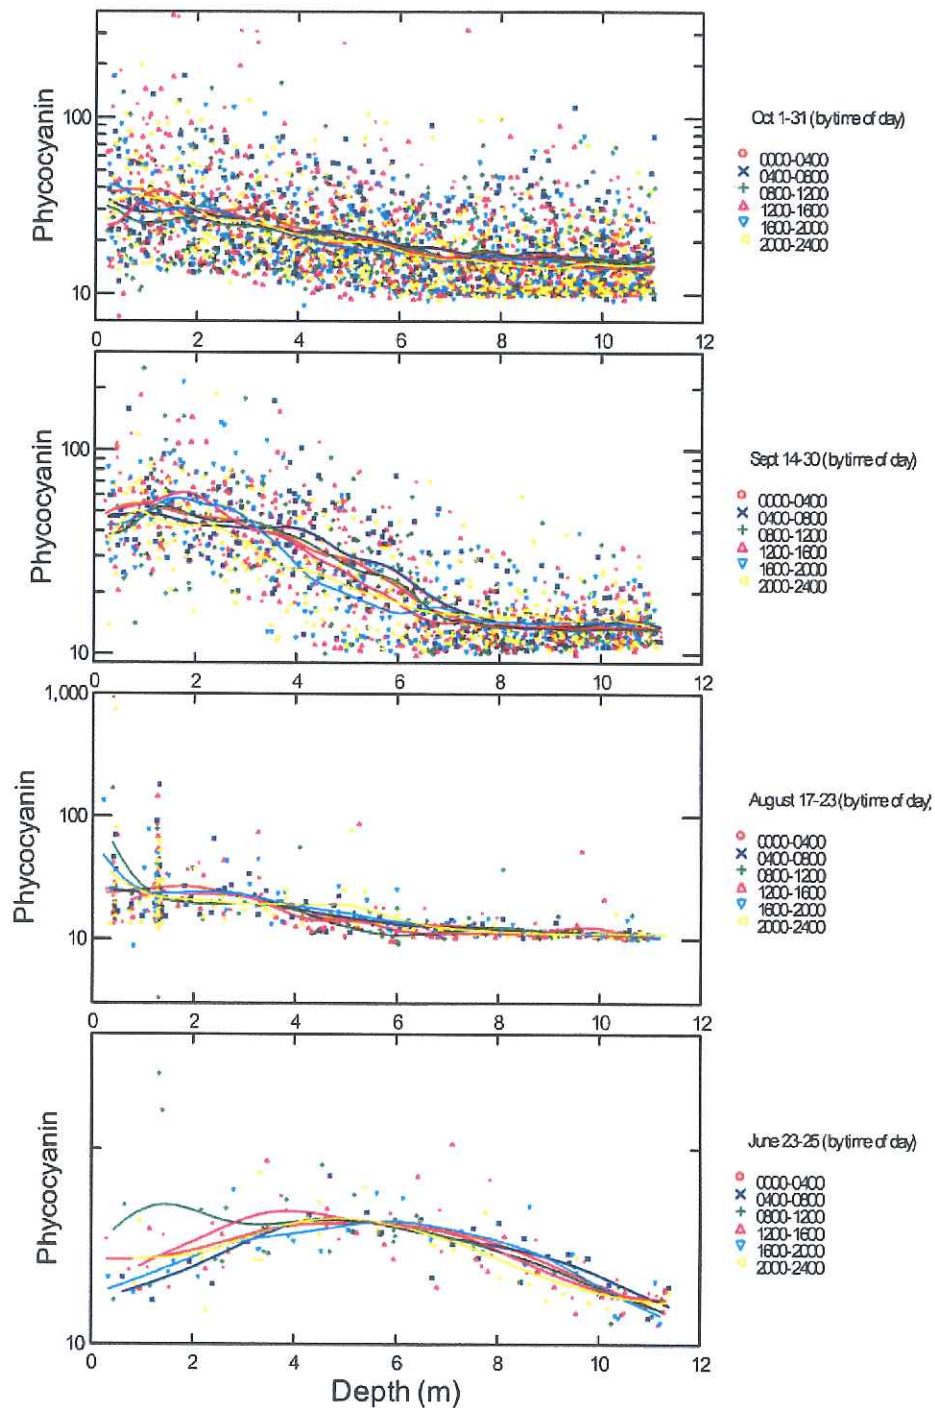 Phycocyanin
100
10
0 2 4 6 8 10 12
Oct 1-31 (by time of day)
0000-0400
0400-0800
0800-1200
1200-1600
1600-2000
2000-2400
Phycocyanin
100
10
0 2 4 6 8 10 12
Sept 14-30 (by time of day)
0000-0400
0400-0800
0800-1200
1200-1600
1600-2000
2000-2400
Phycocyanin
1,000
100
10
0 2 4 6 8 10 12
August 17-23 (by time of day)
0000-0400
0400-0800
0800-1200
1200-1600
1600-2000
2000-2400
Phycocyanin
10
0 2 4 6 8 10 12
June 23-25 (by time of day)
0000-0400
0400-0800
0800-1200
1200-1600
1600-2000
2000-2400
Depth (m)